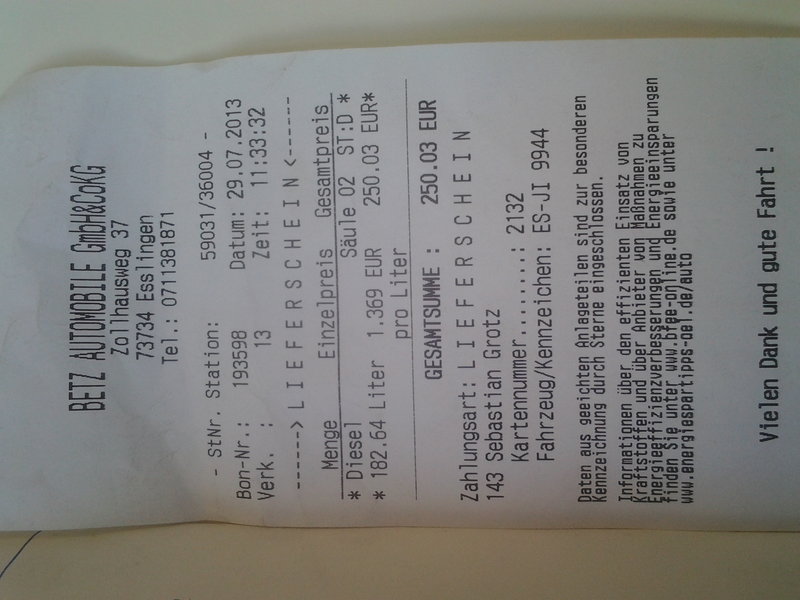 BETZ AUTOMOBILE GmbH&CoKG
Zollhausweg 37
73734 Esslingen
Tel.: 0711381871
- StNr. Station: 59031/36004 -
Bon-Nr.: 193598 Datum: 29.07.2013
Verk. : 13 Zeit: 11:33:32
------> L I E F E R S C H E I N <------
Menge Einzelpreis Gesamtpreis
* Diesel Säule 02 ST:D *
* 182.64 Liter 1.369 EUR 250.03 EUR*
pro Liter
GESAMTSUMME : 250.03 EUR
Zahlungsart: L I E F E R S C H E I N
143 Sebastian Grotz
Kartennummer.........: 2132
Fahrzeug/Kennzeichen: ES-JI 9944
Daten aus geeichten Anlageteilen sind zur besonderen
Kennzeichnung durch Sterne eingeschlossen.
Informationen über den effizienten Einsatz von
Kraftstoffen und über Anbieter von Maßnahmen zu
Energieeffizienzverbesserungen und Energieeinsparungen
finden Sie unter www.bfee-online.de sowie unter
www.energiespartipps-oel.de/auto
Vielen Dank und gute Fahrt !